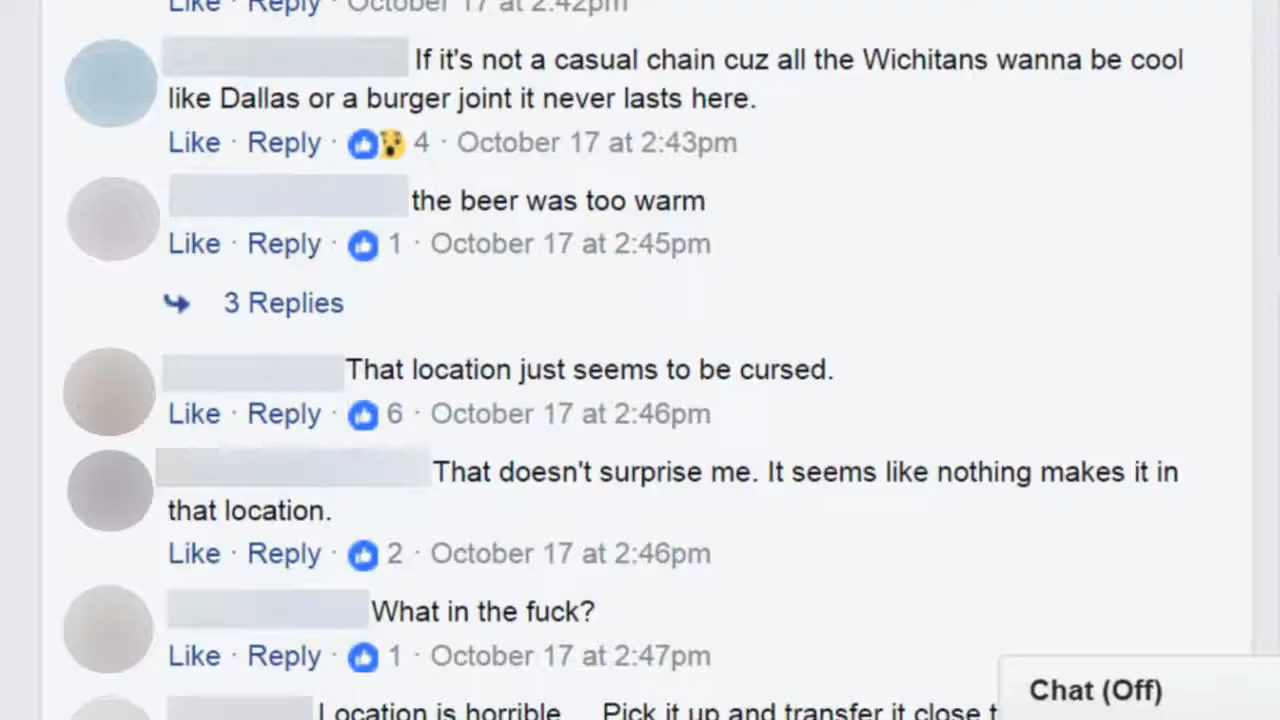 Like · Reply · October 17 at 2:42pm
If it's not a casual chain cuz all the Wichitans wanna be cool
like Dallas or a burger joint it never lasts here.
Like · Reply · 4 · October 17 at 2:43pm
the beer was too warm
Like · Reply · 1 · October 17 at 2:45pm
3 Replies
That location just seems to be cursed.
Like · Reply · 6 · October 17 at 2:46pm
That doesn't surprise me. It seems like nothing makes it in
that location.
Like · Reply · 2 · October 17 at 2:46pm
What in the fuck?
Like · Reply · 1 · October 17 at 2:47pm
Location is horrible... Pick it up and transfer it close
Chat (Off)